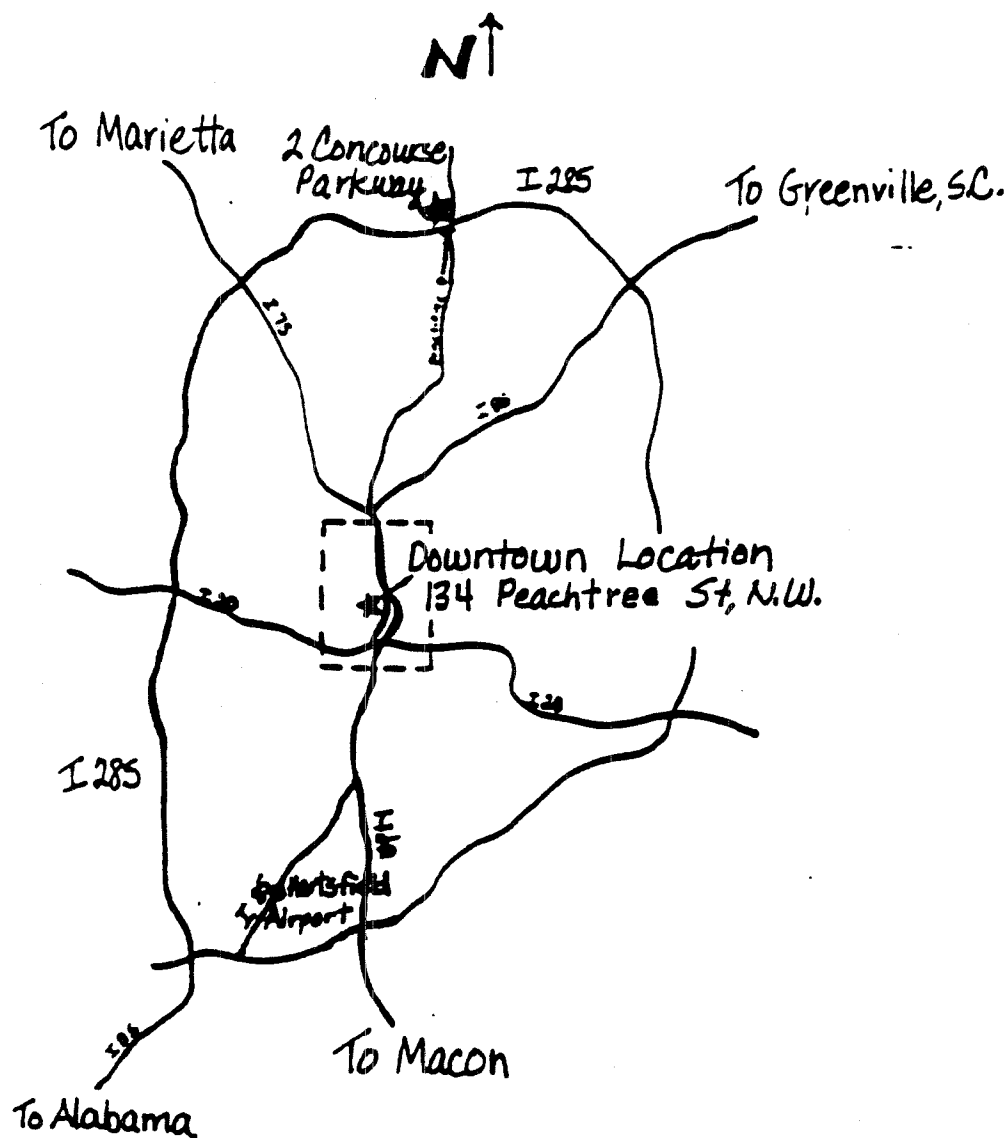 N
To Marietta
2 Concourse
Parkway
I 285
To Greenville, S.C.
I 75
Downtown Location
134 Peachtree St, N.W.
I 20
I 20
I 285
Hartsfield
Airport
To Macon
To Alabama